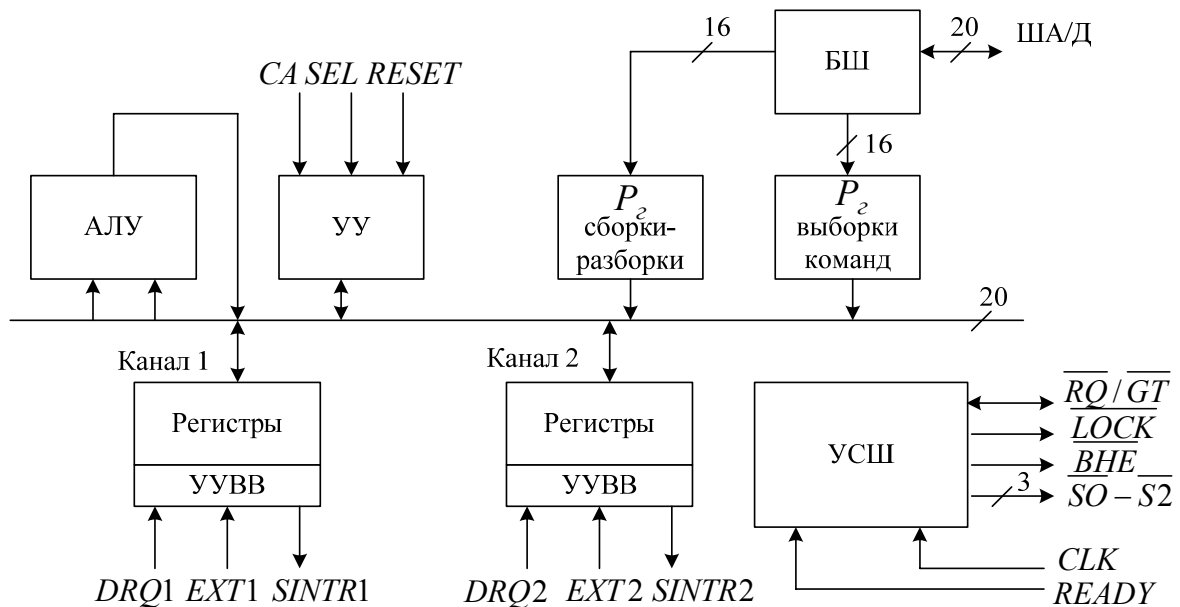 16
20
ША/Д
БШ
CA SEL RESET
16
АЛУ
УУ
Pг
сборки-
разборки
Pг
выборки
команд
20
Канал 1
Канал 2
Регистры
УУВВ
Регистры
УУВВ
УСШ
RQ / GT
LOCK
BHE
3
SO – S2
DRQ1 EXT1 SINTR1
DRQ2 EXT2 SINTR2
CLK
READY